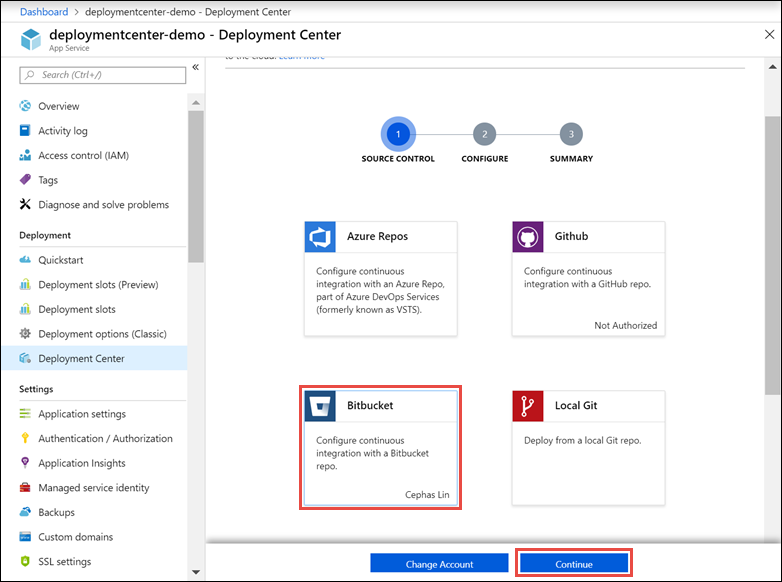 Dashboard > deploymentcenter-demo - Deployment Center
deploymentcenter-demo - Deployment Center
App Service
Search (Ctrl+/)
Overview
Activity log
Access control (IAM)
Tags
Diagnose and solve problems
Deployment
Quickstart
Deployment slots (Preview)
Deployment slots
Deployment options (Classic)
Deployment Center
Settings
Application settings
Authentication / Authorization
Application Insights
Managed service identity
Backups
Custom domains
SSL settings
to the cloud. Learn more
1
2
3
SOURCE CONTROL
CONFIGURE
SUMMARY
Azure Repos
Configure continuous
integration with an Azure Repo,
part of Azure DevOps Services
(formerly known as VSTS).
Github
Configure continuous
integration with a GitHub repo.
Not Authorized
Bitbucket
Configure continuous
integration with a Bitbucket
repo.
Cephas Lin
Local Git
Deploy from a local Git repo.
Change Account
Continue